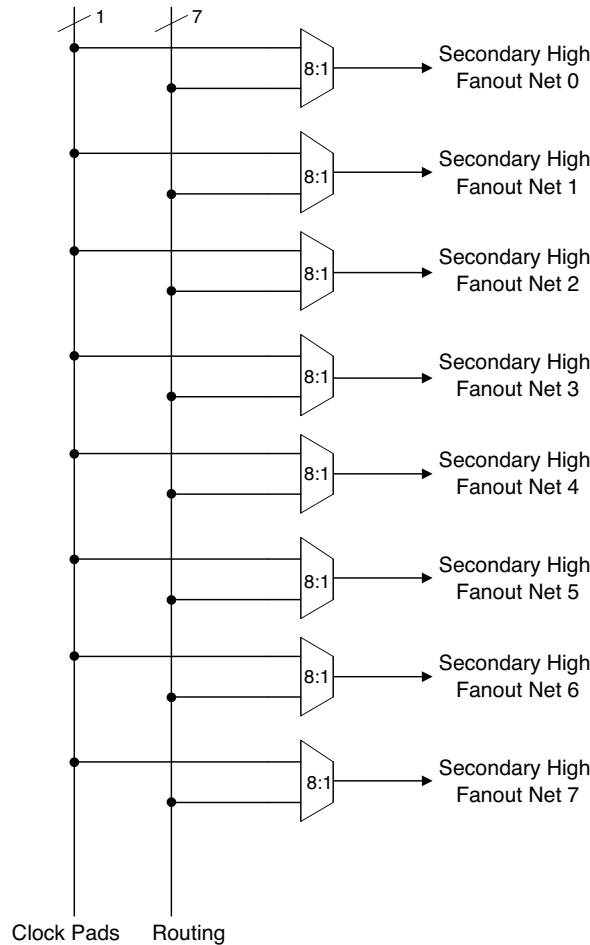 1
7
8:1
Secondary High
Fanout Net 0
8:1
Secondary High
Fanout Net 1
8:1
Secondary High
Fanout Net 2
8:1
Secondary High
Fanout Net 3
8:1
Secondary High
Fanout Net 4
8:1
Secondary High
Fanout Net 5
8:1
Secondary High
Fanout Net 6
8:1
Secondary High
Fanout Net 7
Clock Pads
Routing